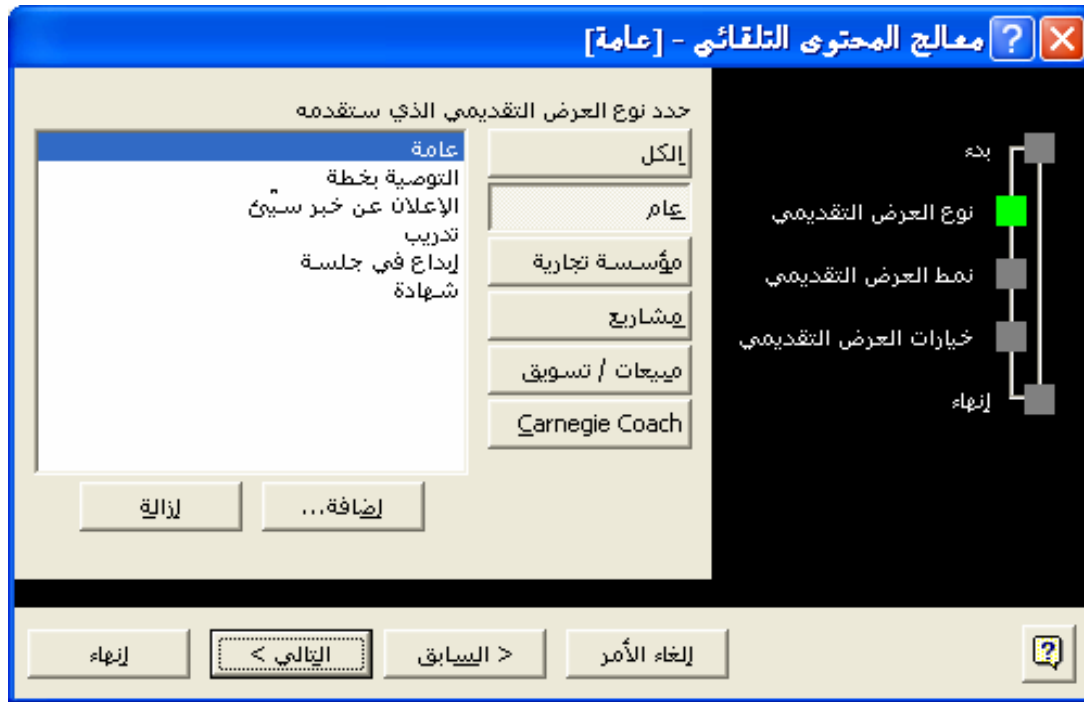 معالج المحتوى التلقائي - [عامة]
بدء
نوع العرض التقديمي
نمط العرض التقديمي
خيارات العرض التقديمي
إنهاء
حدد نوع العرض التقديمي الذي ستقدمه
الكل
عام
مؤسسة تجارية
مشاريع
مبيعات / تسويق
Carnegie Coach
عامة
التوصية بخطة
الإعلان عن خبر سيّئ
تدريب
إبداع في جلسة
شهادة
إضافة...
إزالة
إلغاء الأمر
< السابق
التالي >
إنهاء